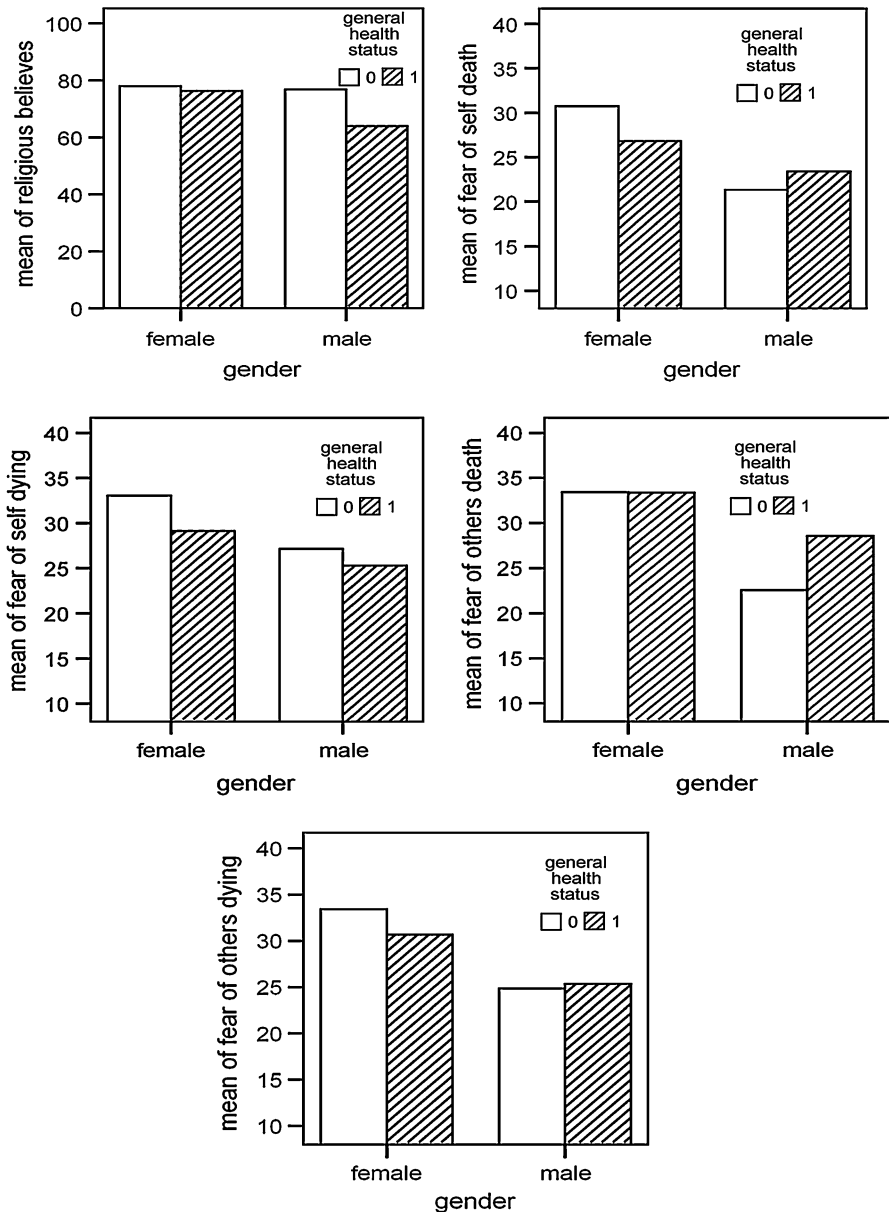 mean of religious believes
100
80
60
40
20
0
general
health
status
0 1
female male
gender
mean of fear of self death
40
35
30
25
20
15
10
general
health
status
0 1
female male
gender
mean of fear of self dying
40
35
30
25
20
15
10
general
health
status
0 1
female male
gender
mean of fear of others death
40
35
30
25
20
15
10
general
health
status
0 1
female male
gender
mean of fear of others dying
40
35
30
25
20
15
10
general
health
status
0 1
female male
gender